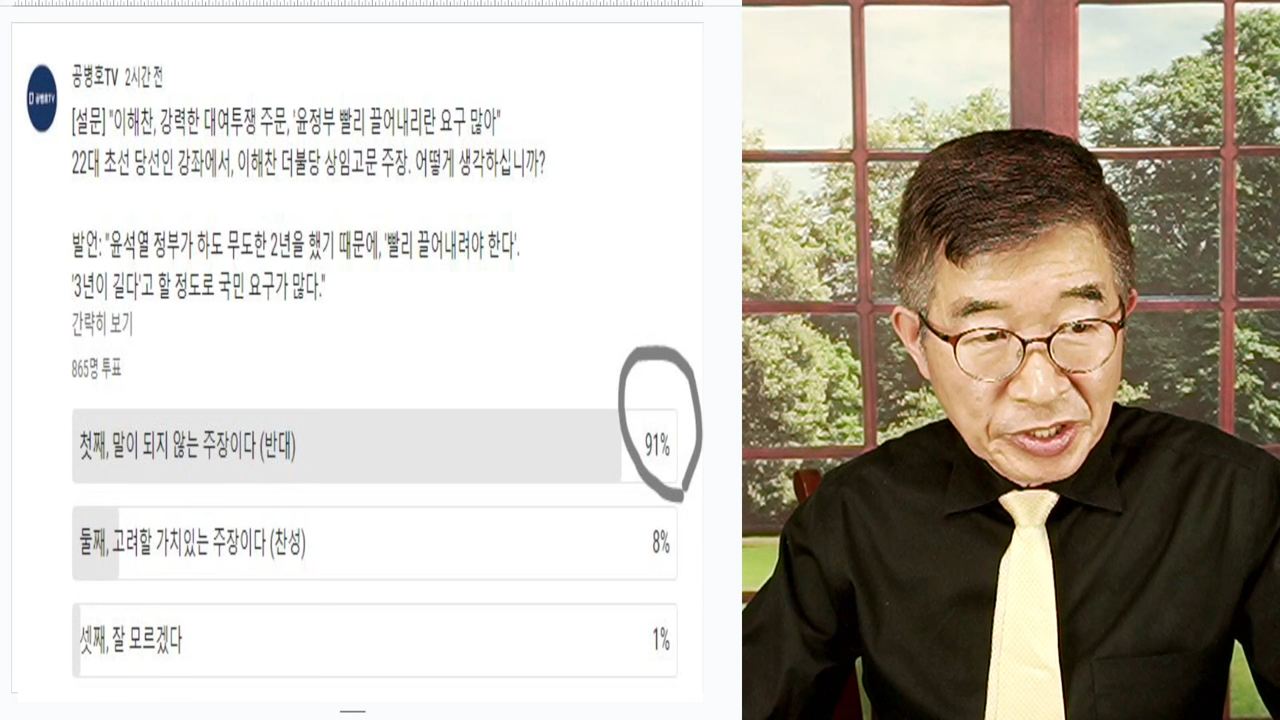 공병호TV
공병호TV 2시간 전
[설문] "이해찬, 강력한 대여투쟁 주문, '윤정부 빨리 끌어내리란 요구 많아"
22대 초선 당선인 강좌에서, 이해찬 더불당 상임고문 주장. 어떻게 생각하십니까?
발언: "윤석열 정부가 하도 무도한 2년을 했기 때문에, '빨리 끌어내려야 한다'.
'3년이 길다'고 할 정도로 국민 요구가 많다."
간략히 보기
865명 투표
첫째, 말이 되지 않는 주장이다 (반대) 91%
둘째, 고려할 가치있는 주장이다 (찬성) 8%
셋째, 잘 모르겠다 1%